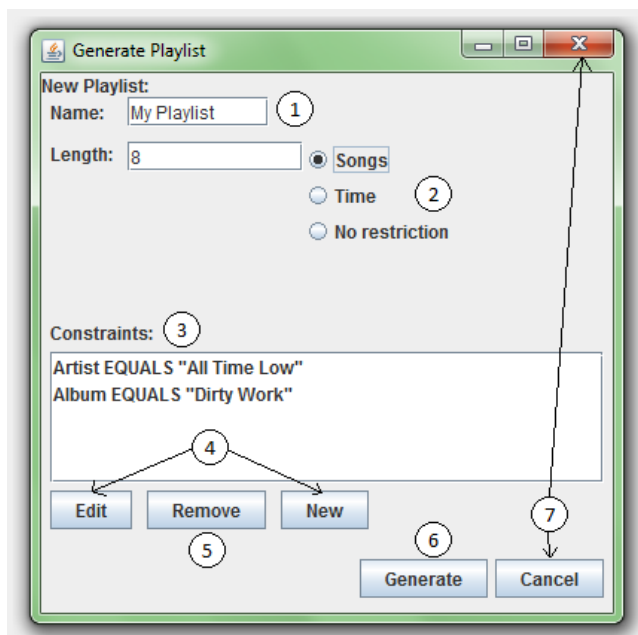 Generate Playlist
New Playlist:
Name: My Playlist 1
Length: 8 Songs
Time 2
No restriction
Constraints: 3
Artist EQUALS "All Time Low"
Album EQUALS "Dirty Work"
4
Edit Remove New 7
5 6
Generate Cancel